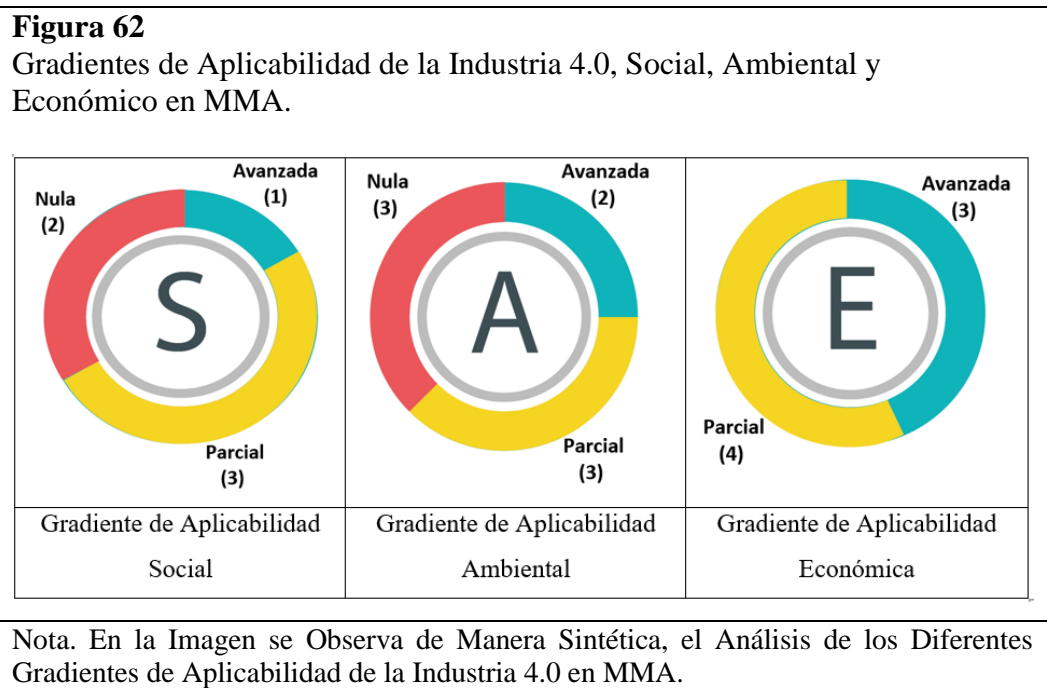 Figura 62
Gradientes de Aplicabilidad de la Industria 4.0, Social, Ambiental y
Económico en MMA.
Nula
(2)
Avanzada
(1)
S
Parcial
(3)
Gradiente de Aplicabilidad
Social
Nula
(3)
Avanzada
(2)
A
Parcial
(3)
Gradiente de Aplicabilidad
Ambiental
Avanzada
(3)
E
Parcial
(4)
Gradiente de Aplicabilidad
Económica
Nota. En la Imagen se Observa de Manera Sintética, el Análisis de los Diferentes
Gradientes de Aplicabilidad de la Industria 4.0 en MMA.